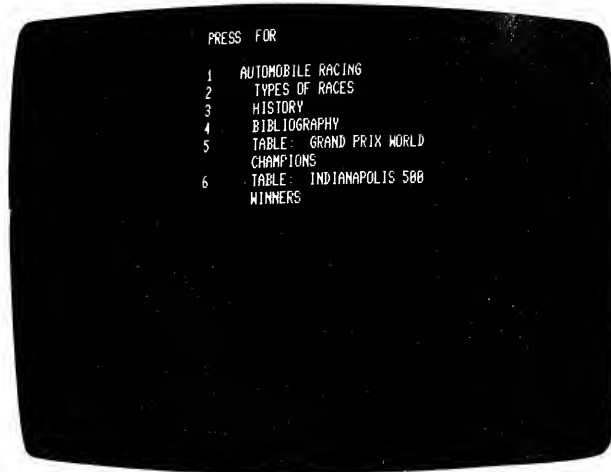 PRESS FOR
1 AUTOMOBILE RACING
2 TYPES OF RACES
3 HISTORY
4 BIBLIOGRAPHY
5 TABLE: GRAND PRIX WORLD
CHAMPIONS
6 TABLE: INDIANAPOLIS 500
WINNERS